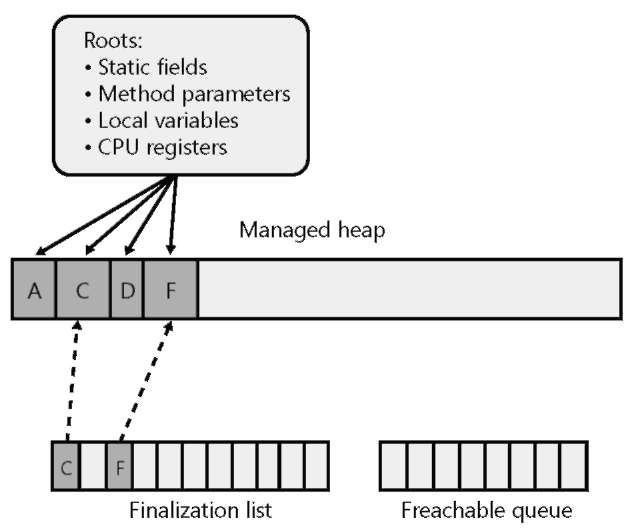 Roots:
• Static fields
• Method parameters
• Local variables
• CPU registers
Managed heap
A C D F
C F
Finalization list
Freachable queue